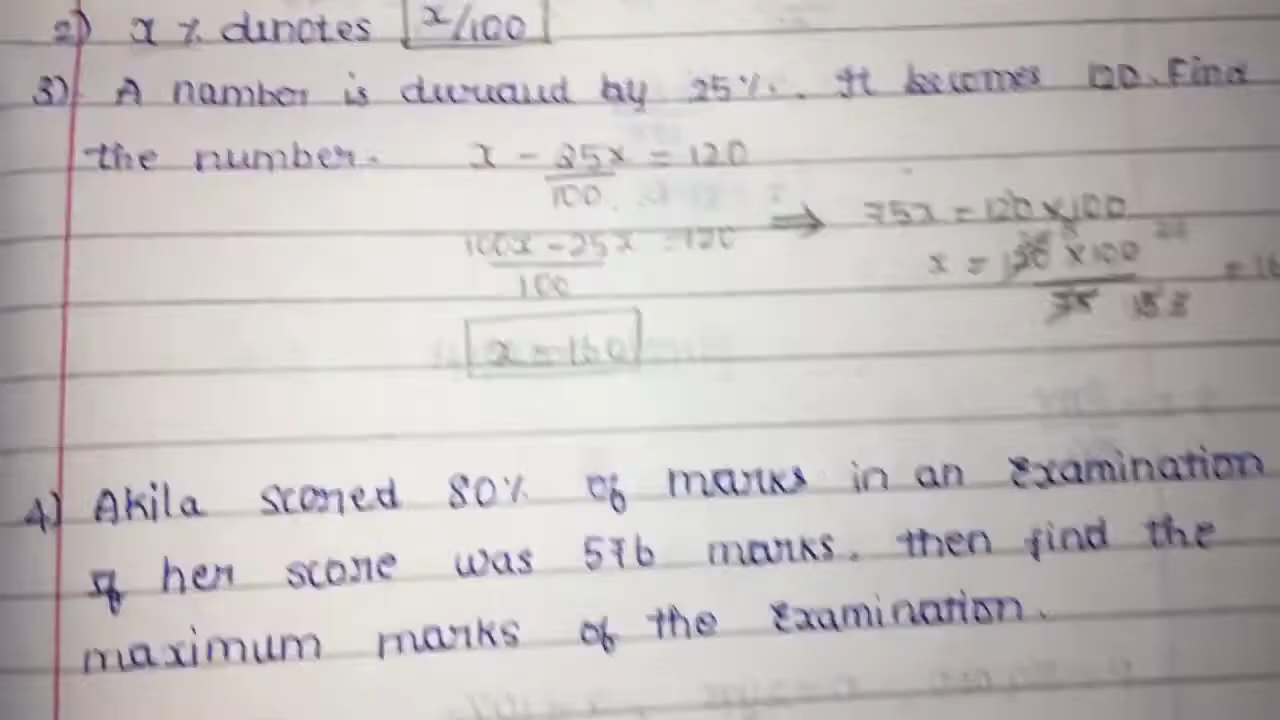 2) x % denotes x/100
3) A number is decreased by 25%. It becomes 120. Find
the number. x - 25x/100 = 120
100x - 25x/100 = 120 ⇒ 75x = 120 x 100
x = 120 x 100 / 75 = 16
x = 160
4) Akila scored 80% of marks in an examination
If her score was 576 marks. then find the
maximum marks of the examination.